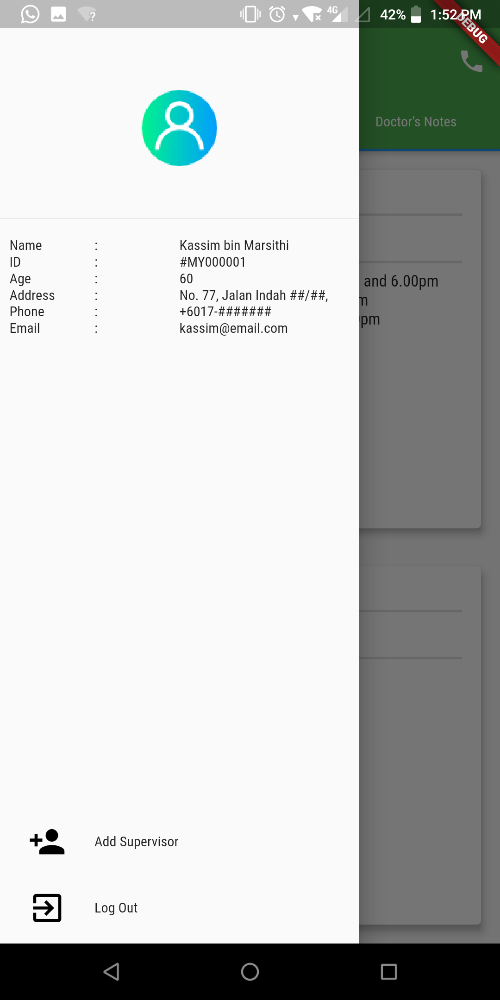 4G 42% 1:52 PM
DEBUG
Doctor's Notes
Name : Kassim bin Marsithi
ID : #MY000001
Age : 60
Address : No. 77, Jalan Indah ##/##,
Phone : +6017-#######
Email : kassim@email.com
and 6.00pm
m
pm
Add Supervisor
Log Out